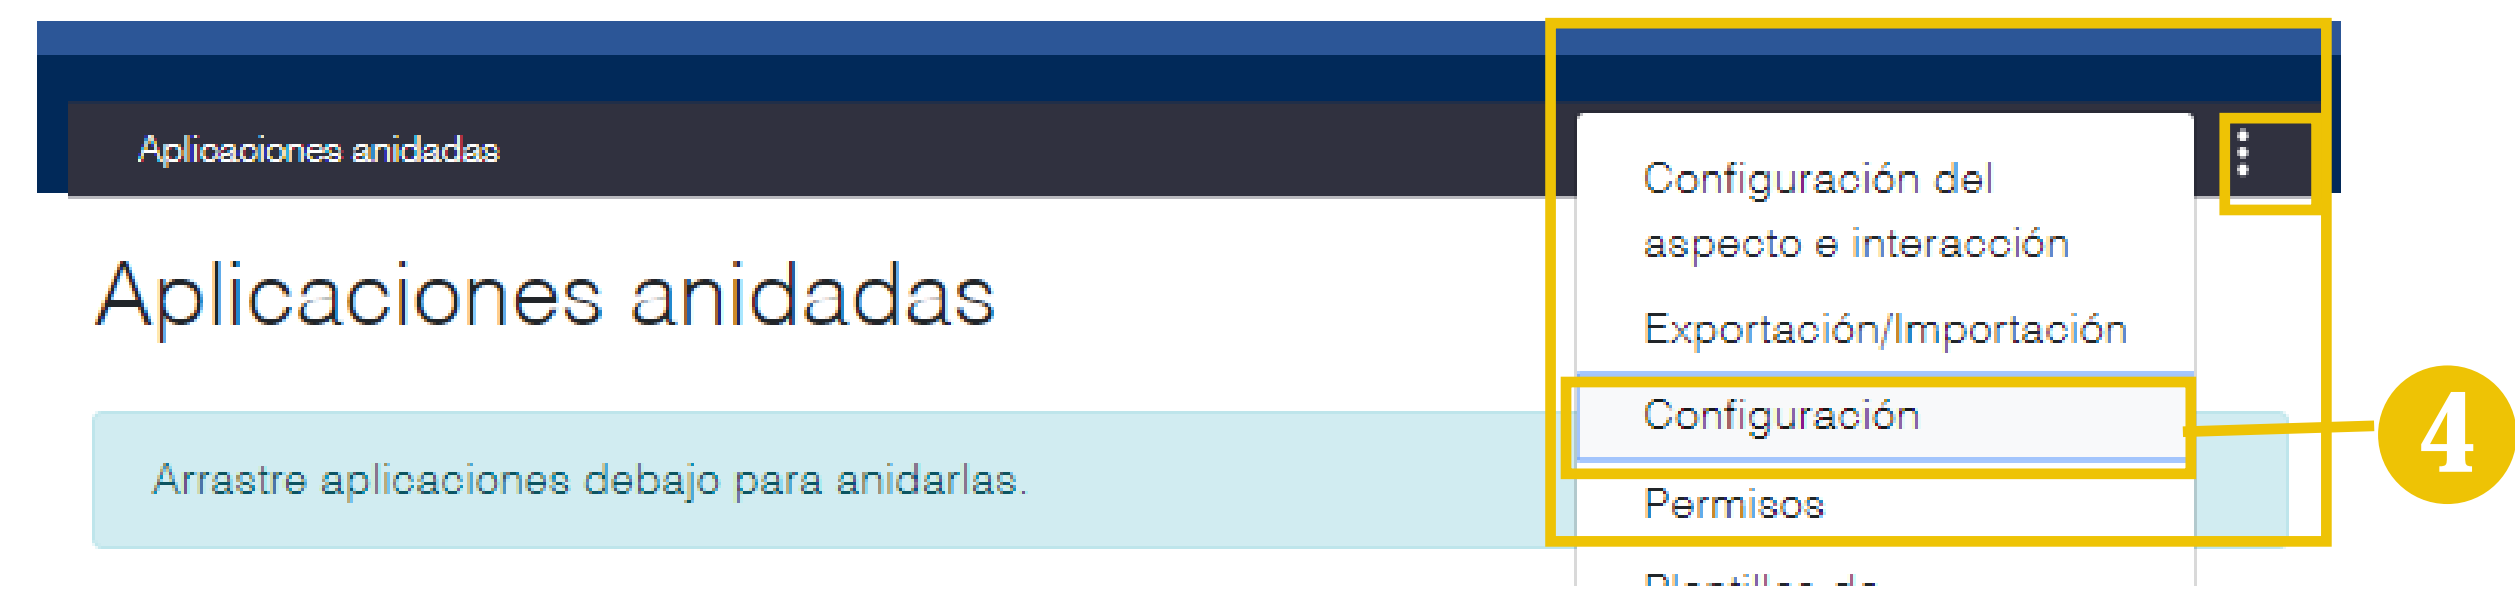 Aplicaciones anidadas
Configuración del
aspecto e interacción
Aplicaciones anidadas
Exportación/Importación
Configuración
4
Arrastre aplicaciones debajo para anidarlas.
Permisos